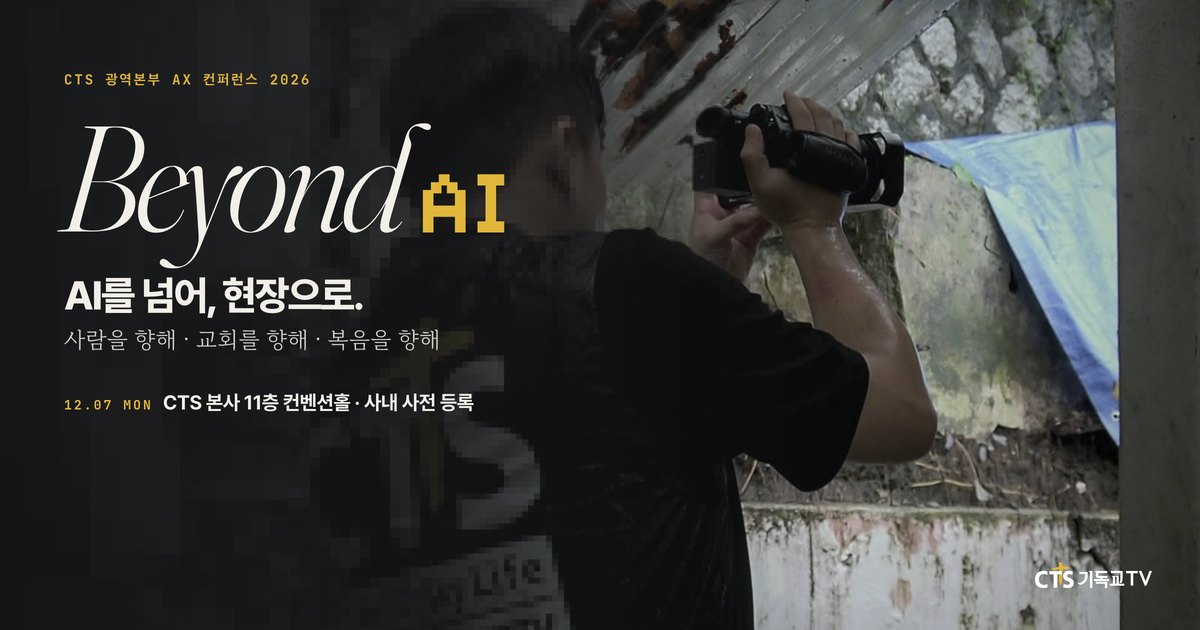 CTS 광역본부 AX 컨퍼런스 2026
Beyond AI
AI를 넘어, 현장으로.
사람을 향해 · 교회를 향해 · 복음을 향해
12.07 MON CTS 본사 11층 컨벤션홀 · 사내 사전 등록
CTS
Life
CTS 기독교TV